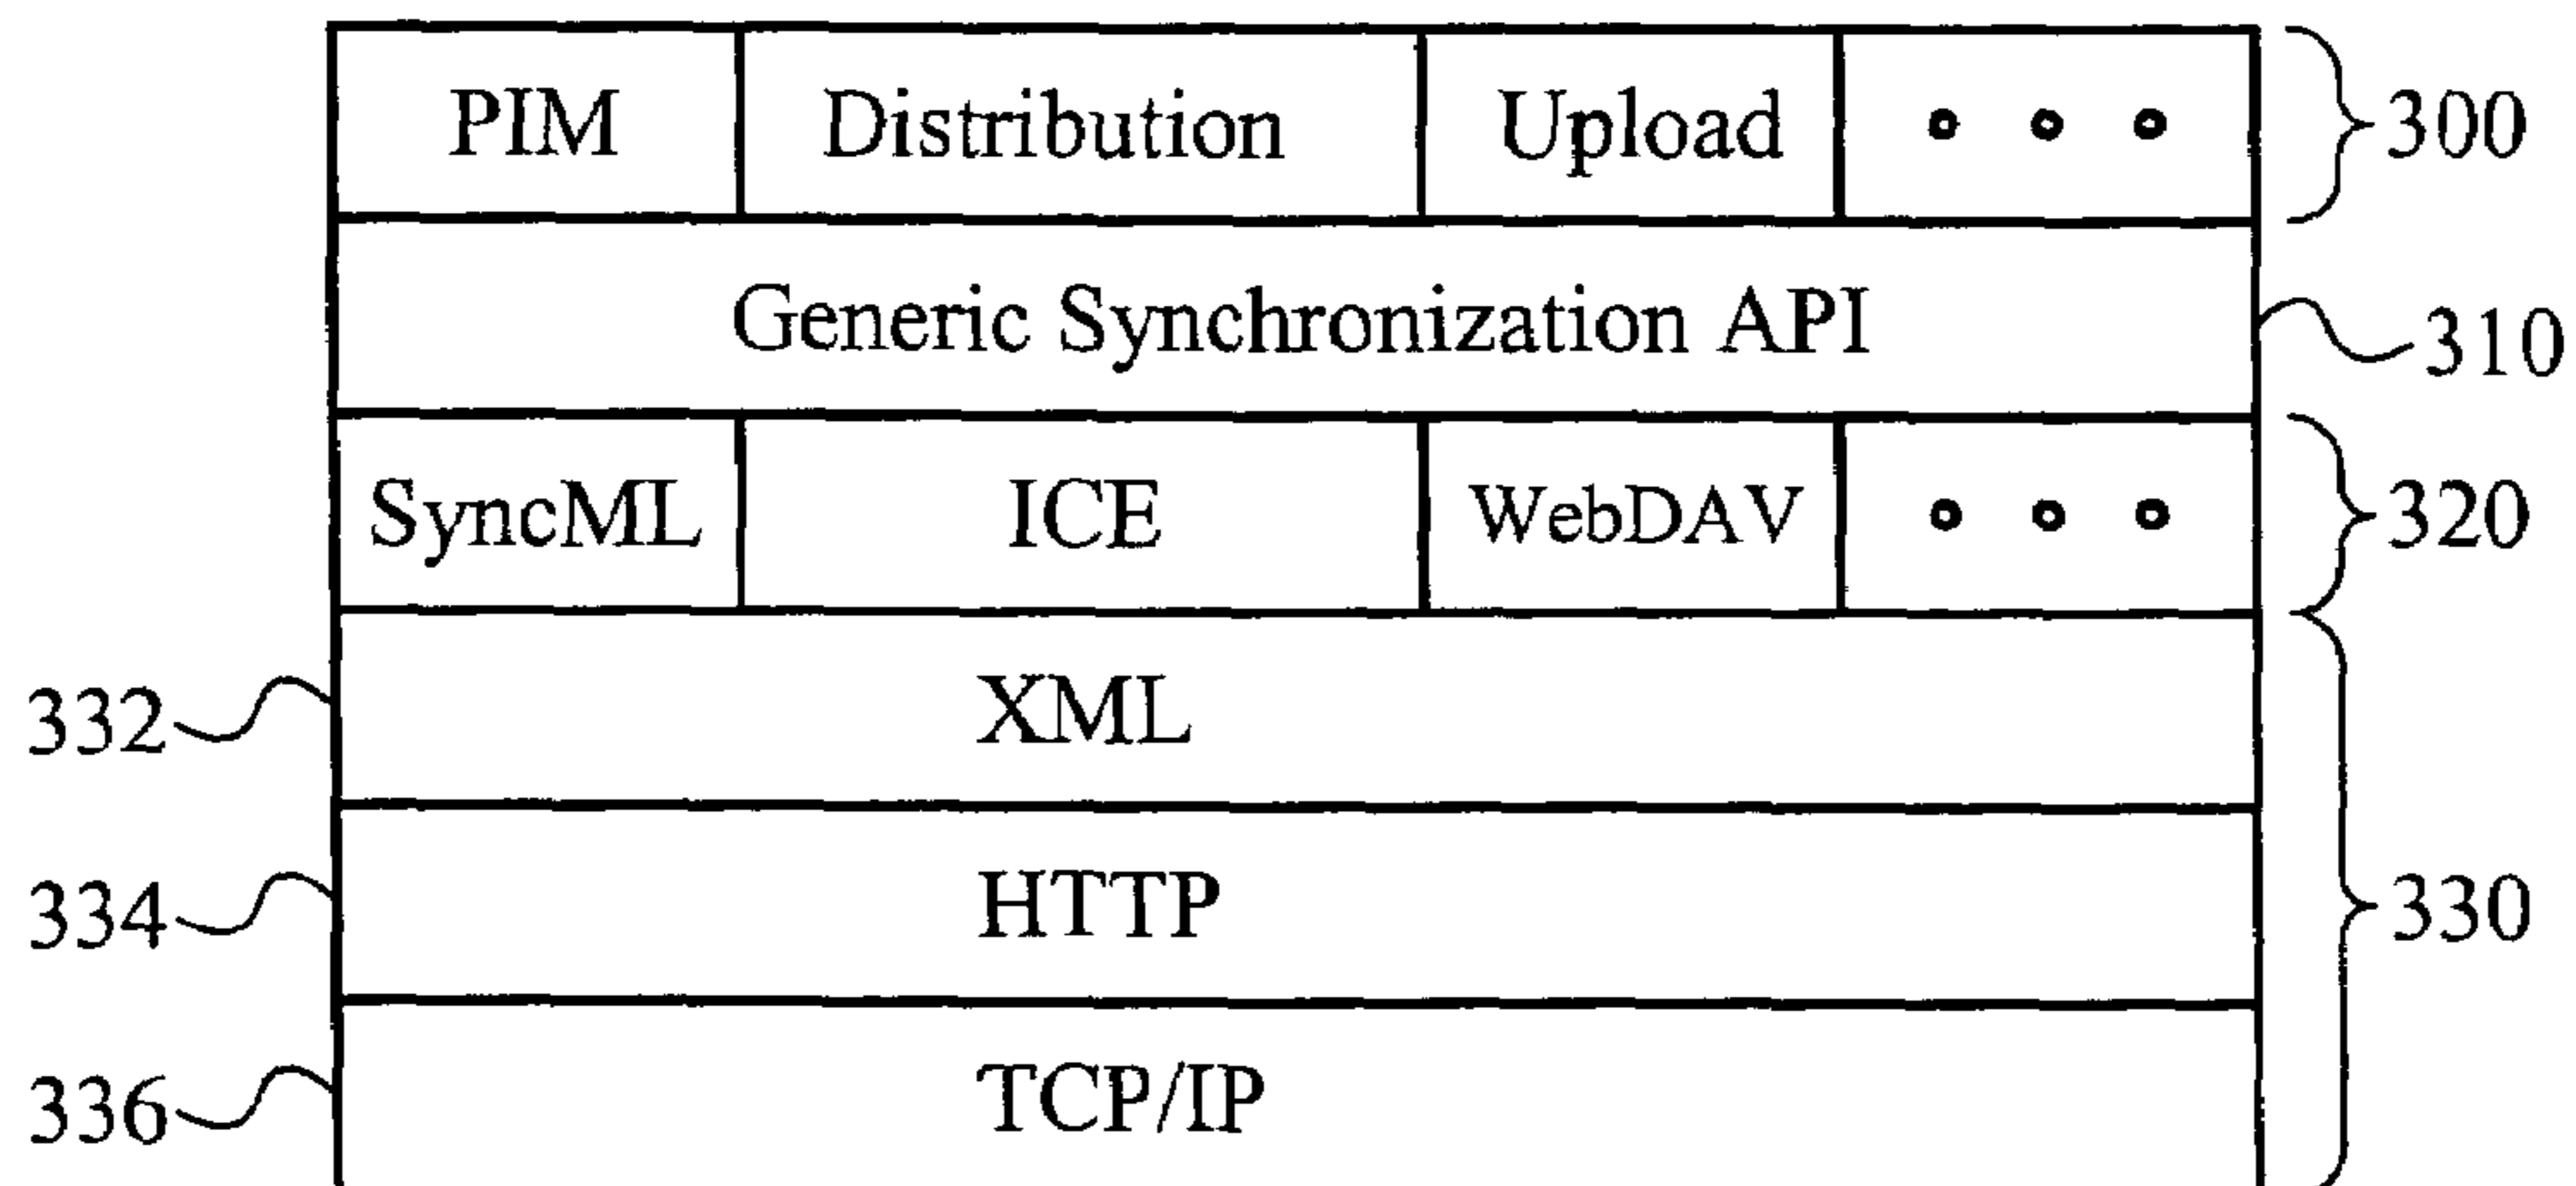 PIM Distribution Upload 300
Generic Synchronization API 310
SyncML ICE WebDAV 320
332 XML
334 HTTP 330
336 TCP/IP